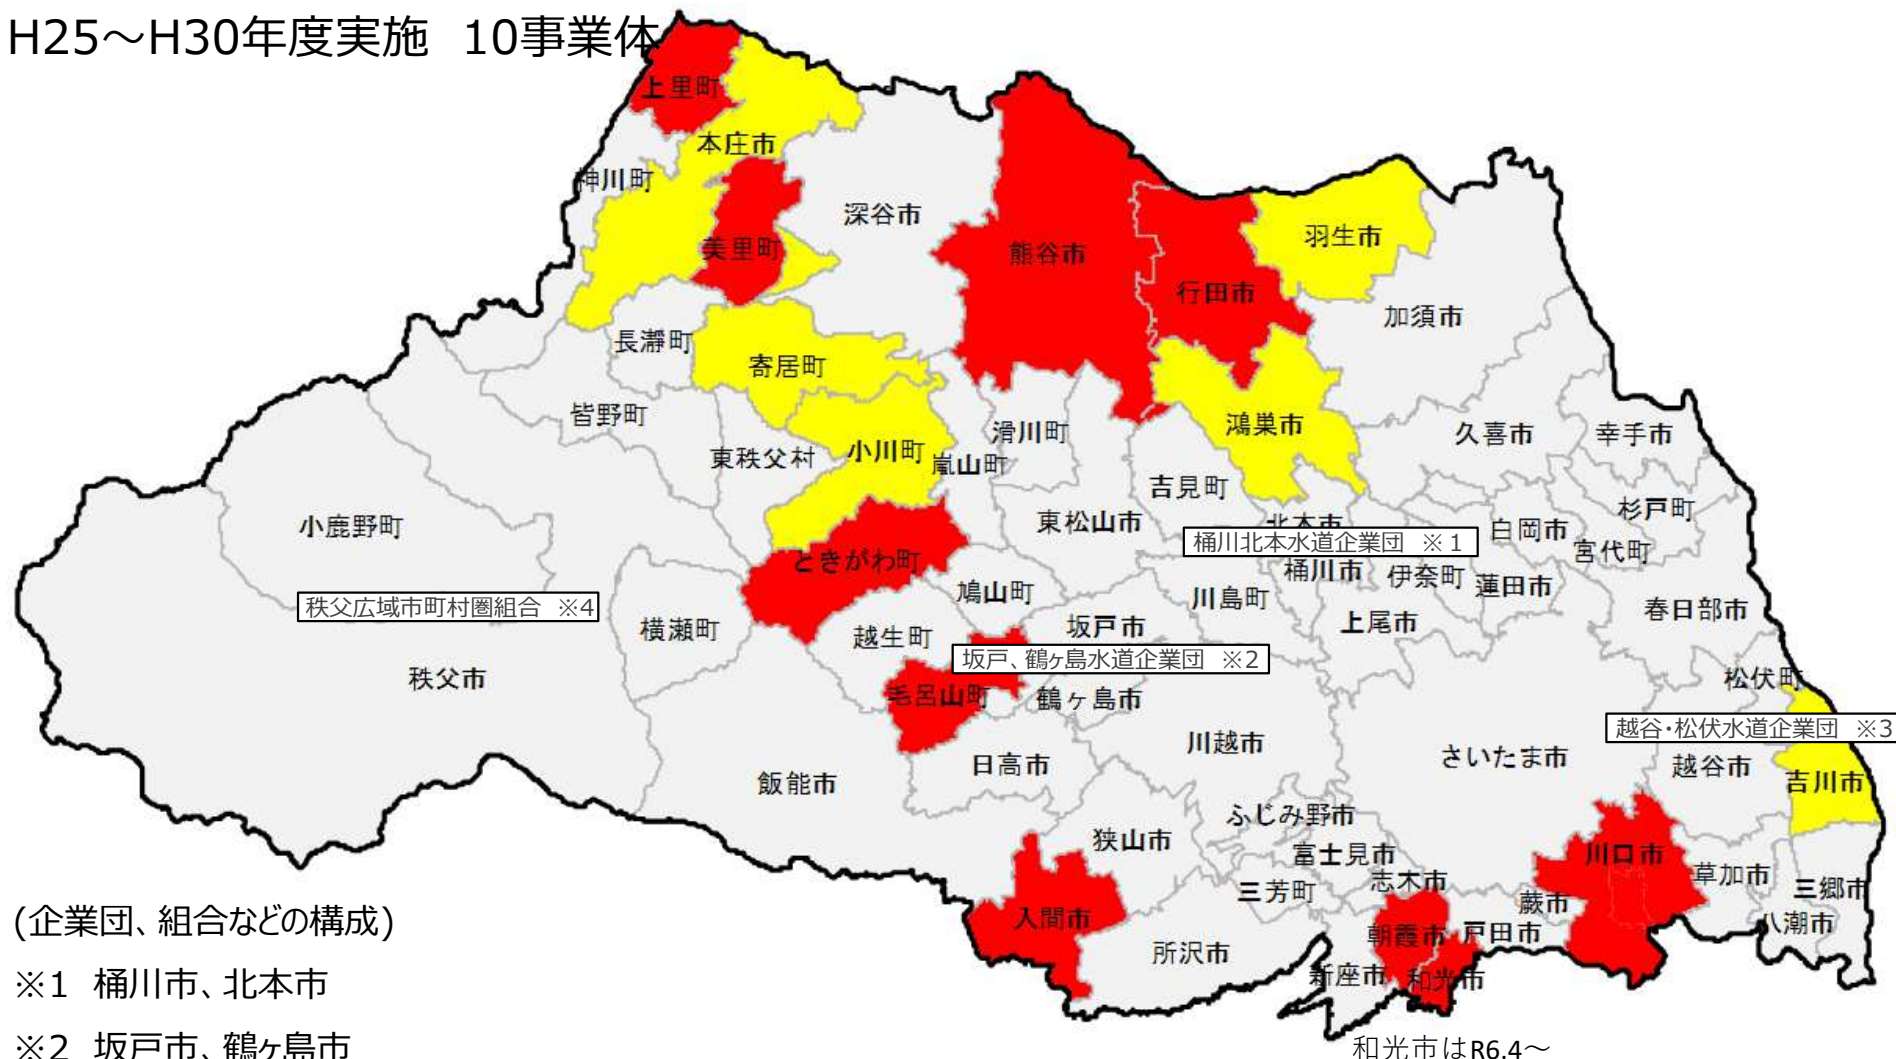 H25～H30年度実施 10事業体
上里町
本庄市
神川町
深谷市
美里町
熊谷市
行田市
羽生市
加須市
長瀞町
寄居町
皆野町
東秩父村
小川町
嵐山町
滑川町
鴻巣市
久喜市
幸手市
吉見町
小鹿野町
東松山市
北本市
桶川北本水道企業団 ※1
白岡市
杉戸町
宮代町
ときがわ町
鳩山町
川島町
桶川市
伊奈町
蓮田市
秩父広域市町村圏組合 ※4
横瀬町
越生町
坂戸市
上尾市
春日部市
坂戸、鶴ヶ島水道企業団 ※2
秩父市
毛呂山町
鶴ヶ島市
松伏町
越谷・松伏水道企業団 ※3
川越市
さいたま市
越谷市
吉川市
飯能市
日高市
ふじみ野市
狭山市
富士見市
川口市
志木市
三芳町
草加市
三郷市
蕨市
入間市
朝霞市
戸田市
八潮市
所沢市
新座市
和光市
和光市はR6.4～
(企業団、組合などの構成)
※1 桶川市、北本市
※2 坂戸市、鶴ヶ島市